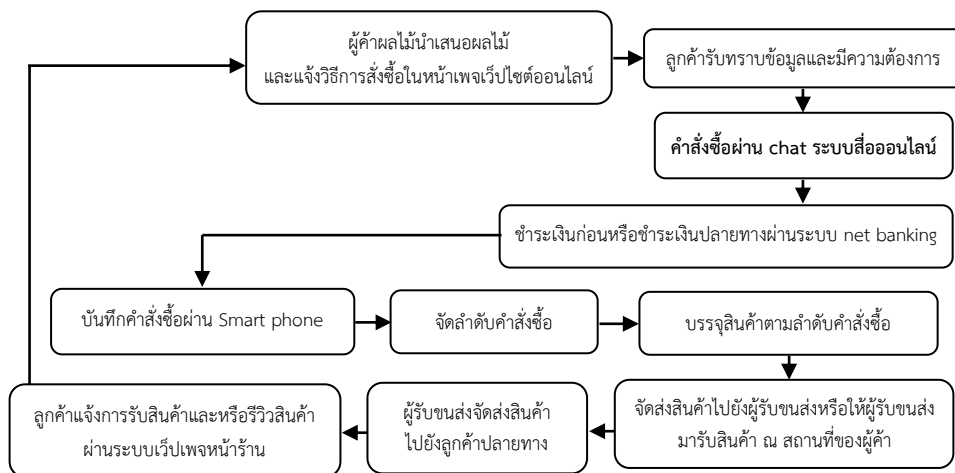 ผู้ค้าผลไม้นำเสนอผลไม้
และแจ้งวิธีการสั่งซื้อในหน้าเพจเว็ปไซต์ออนไลน์
ลูกค้ารับทราบข้อมูลและมีความต้องการ
คำสั่งซื้อผ่าน chat ระบบสื่อออนไลน์
ชำระเงินก่อนหรือชำระเงินปลายทางผ่านระบบ net banking
บันทึกคำสั่งซื้อผ่าน Smart phone
จัดลำดับคำสั่งซื้อ
บรรจุสินค้าตามลำดับคำสั่งซื้อ
จัดส่งสินค้าไปยังผู้รับขนส่งหรือให้ผู้รับขนส่ง
มารับสินค้า ณ สถานที่ของผู้ค้า
ผู้รับขนส่งจัดส่งสินค้า
ไปยังลูกค้าปลายทาง
ลูกค้าแจ้งการรับสินค้าและหรือรีวิวสินค้า
ผ่านระบบเว็ปเพจหน้าร้าน